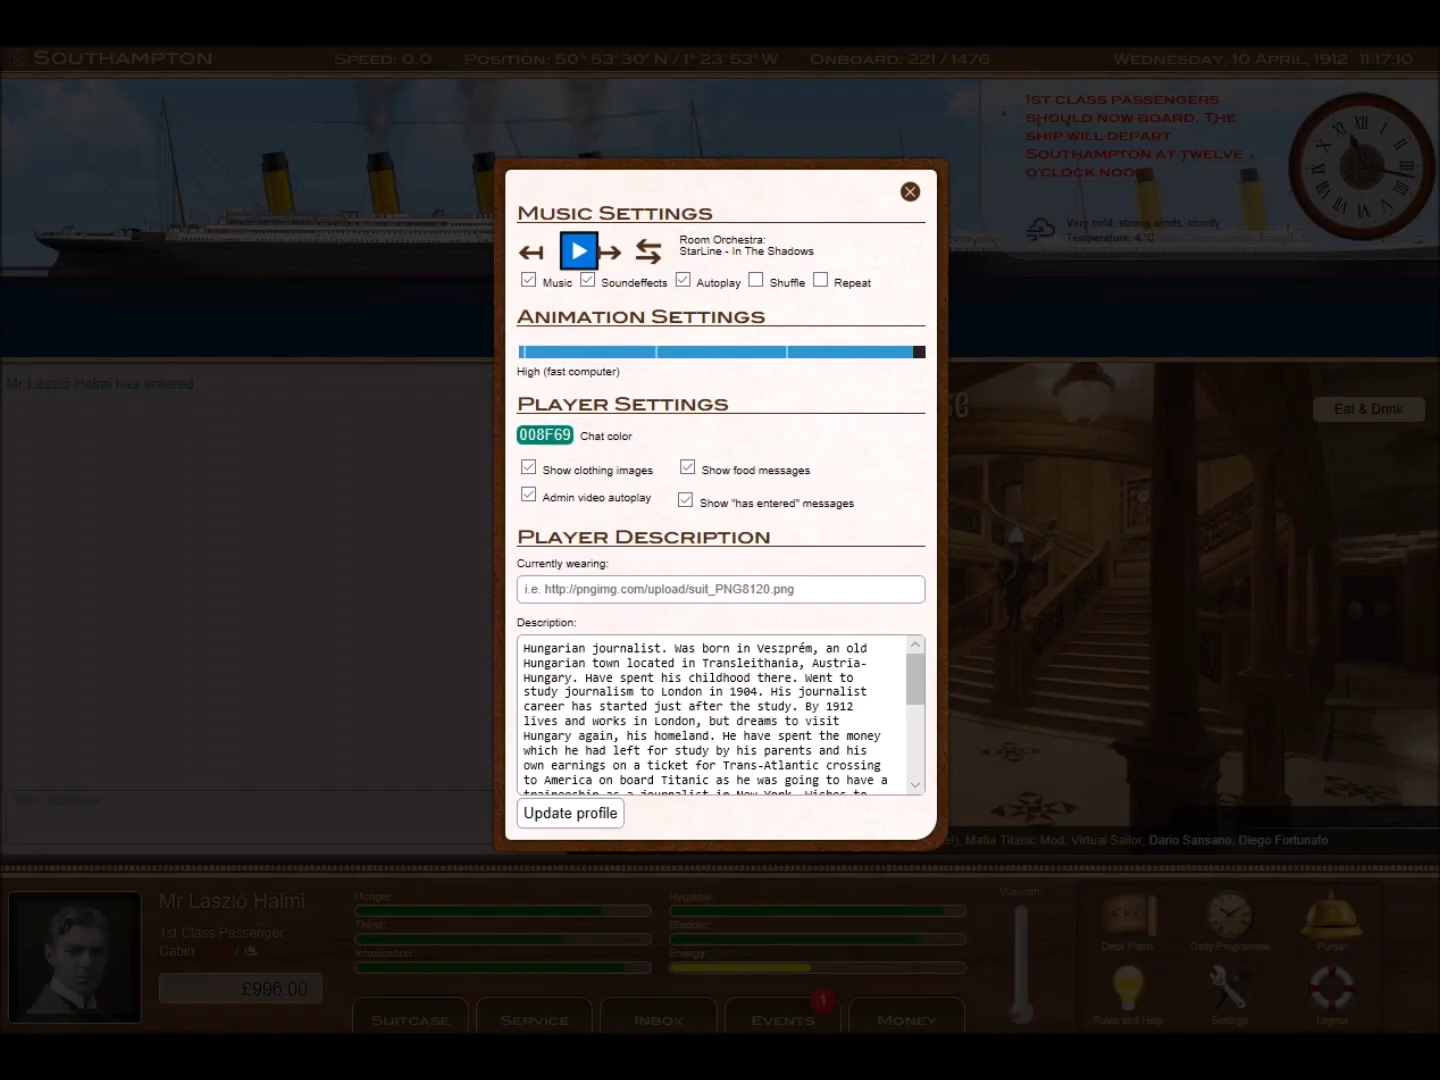 Southampton
Speed: 0.0
Position: 50° 53' 30" N / 1° 23' 53" W
Onboard: 221 / 1476
Wednesday, 10 April, 1912 11:17:10
1st class passengers
should now board. The
ship will depart
Southampton at twelve
o'clock noon
Very cold, strong winds, cloudy
Temperature: 4 °C
Music Settings
Room Orchestra:
StarLine - In The Shadows
Music
Soundeffects
Autoplay
Shuffle
Repeat
Animation Settings
High (fast computer)
Player Settings
008F69 Chat color
Show clothing images
Show food messages
Admin video autoplay
Show "has entered" messages
Player Description
Currently wearing:
i.e. http://pngimg.com/upload/suit_PNG8120.png
Description:
Hungarian journalist. Was born in Veszprém, an old
Hungarian town located in Transleithania, Austria-
Hungary. Have spent his childhood there. Went to
study journalism to London in 1904. His journalist
career has started just after the study. By 1912
lives and works in London, but dreams to visit
Hungary again, his homeland. He have spent the money
which he had left for study by his parents and his
own earnings on a ticket for Trans-Atlantic crossing
to America on board Titanic as he was going to have a
traineeship as a journalist in New York. Wishes to
Update profile
Mr László Halmi has entered
Eat & Drink
Mafia Titanic Mod, Virtual Sailor, Dario Sansano, Diego Fortunato
Mr László Halmi
1st Class Passenger
Cabin:
£996.00
Hunger:
Thirst:
Intoxication:
Hygiene:
Bladder:
Energy:
Warmth
Suitcase
Service
Inbox
Events
1
Money
Deck Plans
Daily Programme
Purser
Rules and Help
Settings
Logout